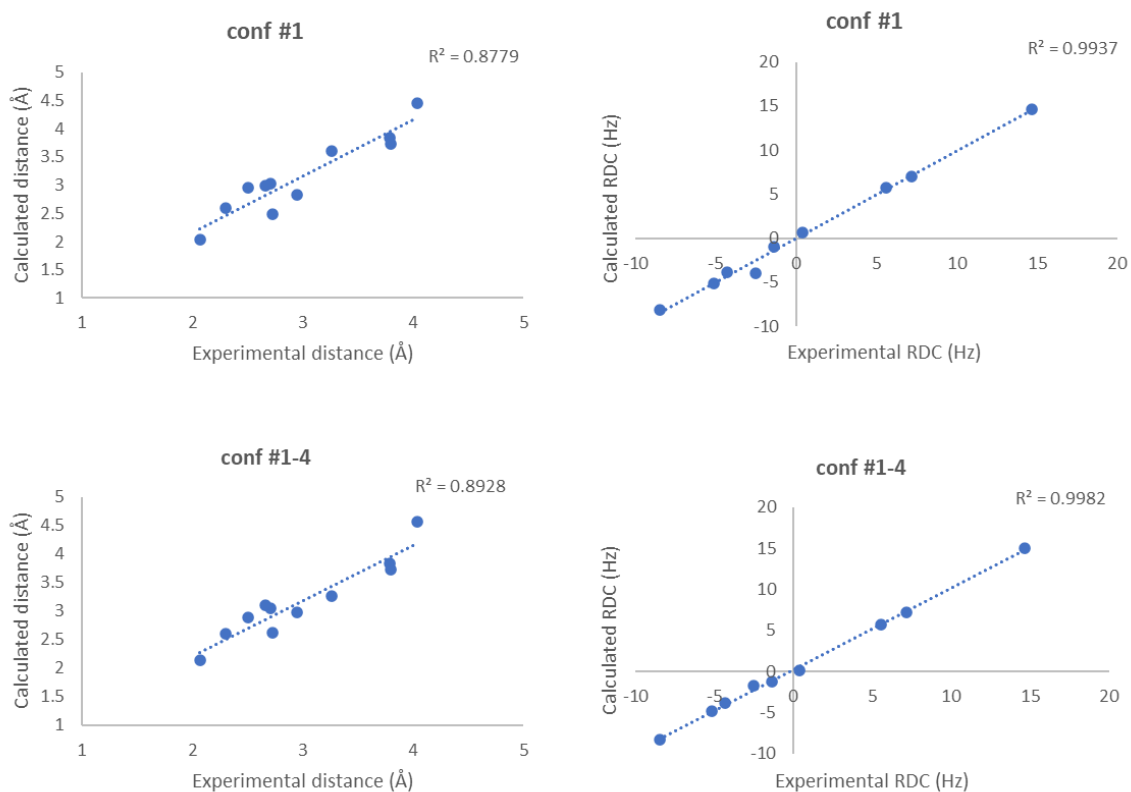 conf #1
R² = 0.8779
Calculated distance (Å)
5
4.5
4
3.5
3
2.5
2
1.5
1
1 2 3 4 5
Experimental distance (Å)
conf #1
R² = 0.9937
Calculated RDC (Hz)
20
15
10
5
0
-5
-10
-10 -5 0 5 10 15 20
Experimental RDC (Hz)
conf #1-4
R² = 0.8928
Calculated distance (Å)
5
4.5
4
3.5
3
2.5
2
1.5
1
1 2 3 4 5
Experimental distance (Å)
conf #1-4
R² = 0.9982
Calculated RDC (Hz)
20
15
10
5
0
-5
-10
-10 -5 0 5 10 15 20
Experimental RDC (Hz)